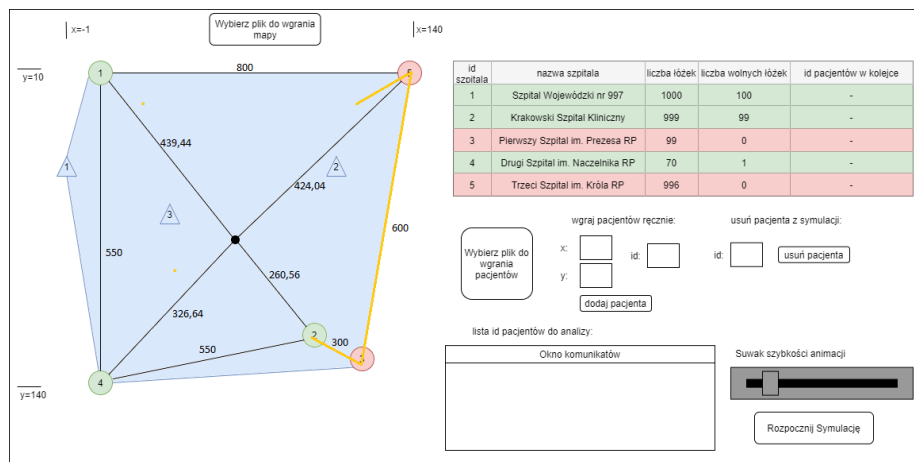 x=-1
Wybierz plik do wgrania
mapy
x=140
y=10
1
800
5
439,44
1
2
3
424,04
600
550
260,56
326,64
2
300
3
550
4
y=140
id szpitala nazwa szpitala liczba łóżek liczba wolnych łóżek id pacjentów w kolejce
1 Szpital Wojewódzki nr 997 1000 100 -
2 Krakowski Szpital Kliniczny 999 99 -
3 Pierwszy Szpital im. Prezesa RP 99 0 -
4 Drugi Szpital im. Naczelnika RP 70 1 -
5 Trzeci Szpital im. Króla RP 996 0 -
wgraj pacjentów ręcznie:
usuń pacjenta z symulacji:
Wybierz plik do
wgrania
pacjentów
x:
y:
id:
dodaj pacjenta
id:
usuń pacjenta
lista id pacjentów do analizy:
Okno komunikatów
Suwak szybkości animacji
Rozpocznij Symulację